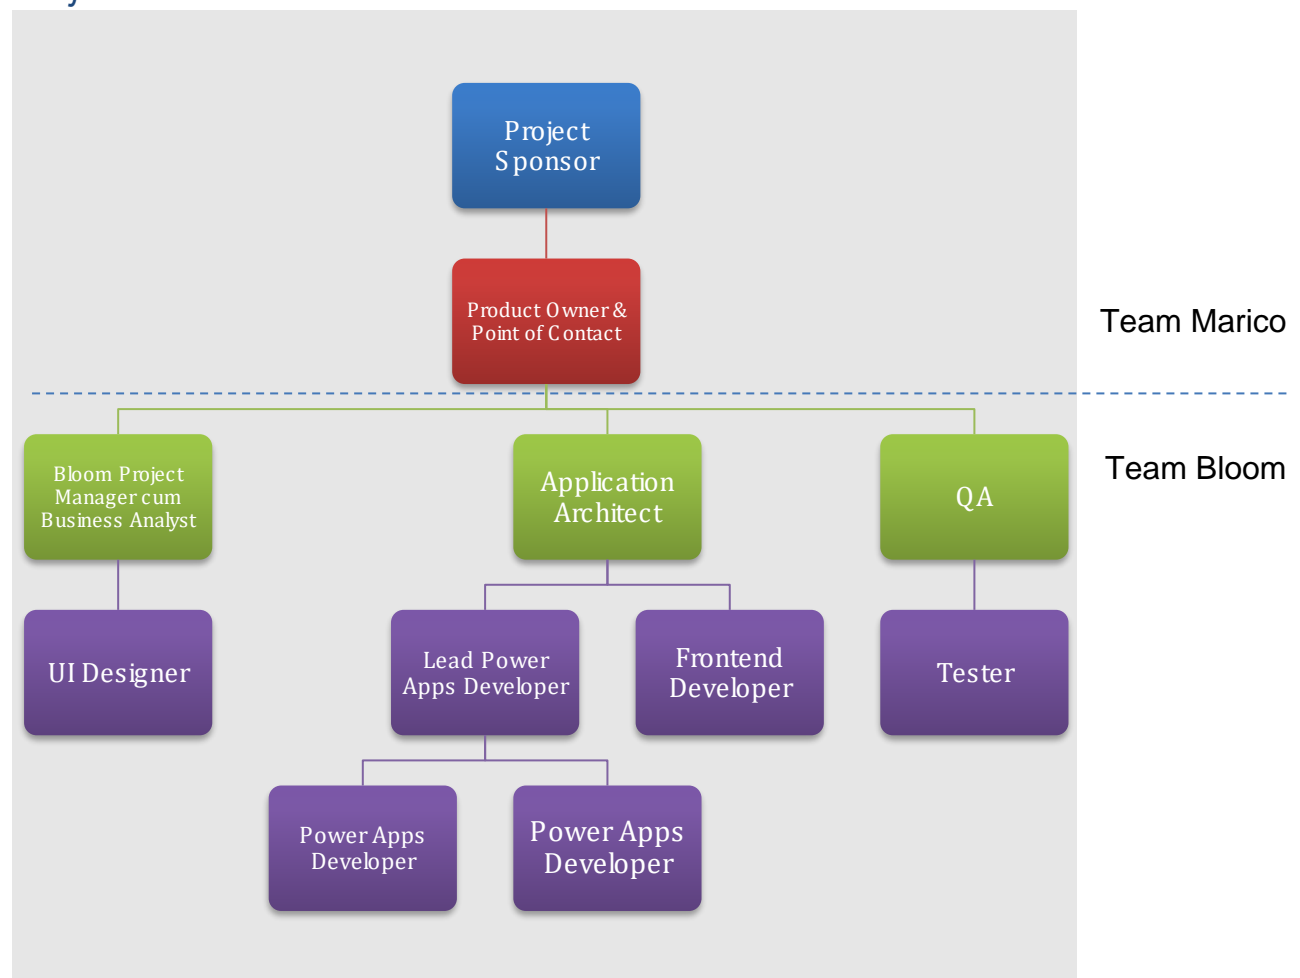 Project
Sponsor
Product Owner &
Point of Contact
Team Marico
Bloom Project
Manager cum
Business Analyst
Application
Architect
QA
Team Bloom
UI Designer
Lead Power
Apps Developer
Frontend
Developer
Tester
Power Apps
Developer
Power Apps
Developer